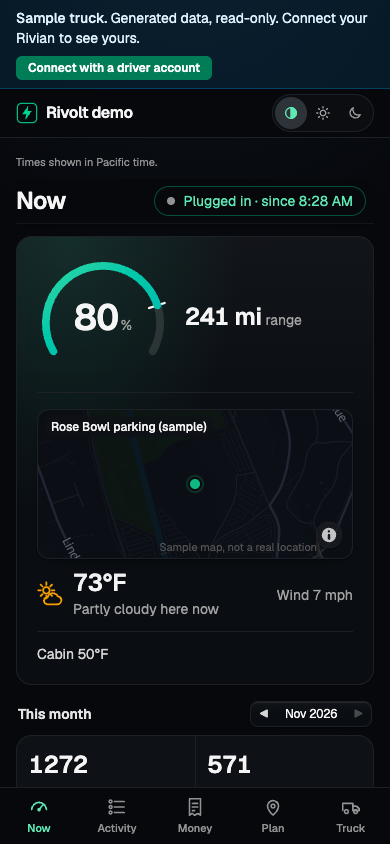 Sample truck. Generated data, read-only. Connect your
Rivian to see yours.
Connect with a driver account
Rivolt demo
Times shown in Pacific time.
Now
Plugged in · since 8:28 AM
80%
241 mi range
Rose Bowl parking (sample)
ue
Lind
Sample map, not a real location
73°F
Partly cloudy here now
Wind 7 mph
Cabin 50°F
This month
Nov 2026
1272
571
Now
Activity
Money
Plan
Truck